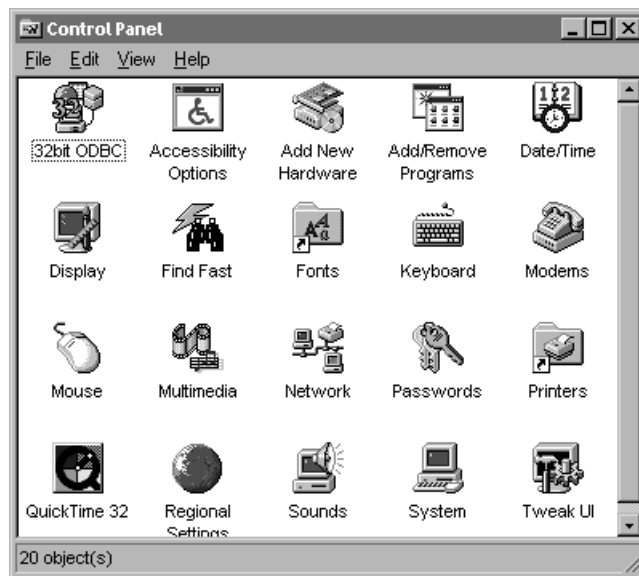 Control Panel
File Edit View Help
32bit ODBC
Accessibility
Options
Add New
Hardware
Add/Remove
Programs
Date/Time
Display
Find Fast
Fonts
Keyboard
Modems
Mouse
Multimedia
Network
Passwords
Printers
QuickTime 32
Regional
Settings
Sounds
System
Tweak UI
20 object(s)